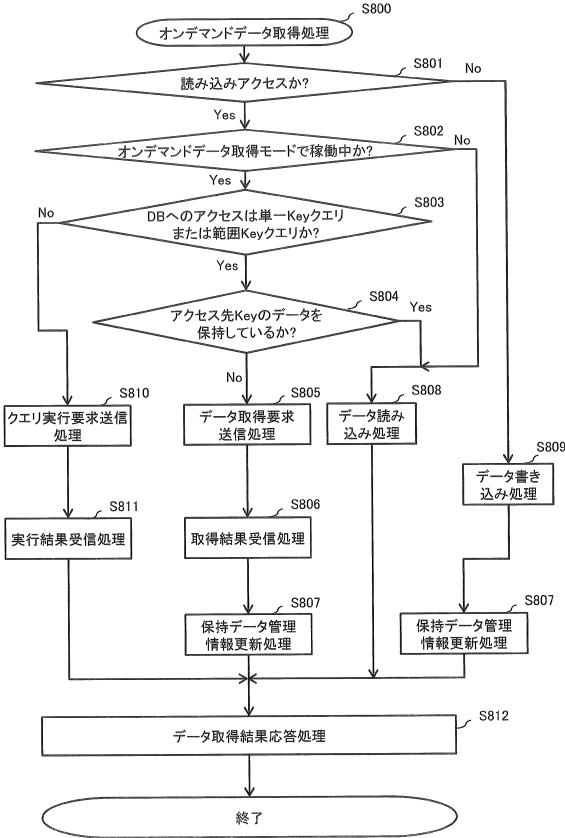 S800
オンデマンドデータ取得処理
S801
読み込みアクセスか?
No
Yes
S802
オンデマンドデータ取得モードで稼働中か?
No
Yes
S803
DBへのアクセスは単一Keyクエリ
または範囲Keyクエリか?
No
Yes
S804
アクセス先Keyのデータを
保持しているか?
Yes
No
S810
クエリ実行要求送信
処理
S805
データ取得要求
送信処理
S808
データ読み
込み処理
S809
データ書き
込み処理
S811
実行結果受信処理
S806
取得結果受信処理
S807
保持データ管理
情報更新処理
S807
保持データ管理
情報更新処理
S812
データ取得結果応答処理
終了